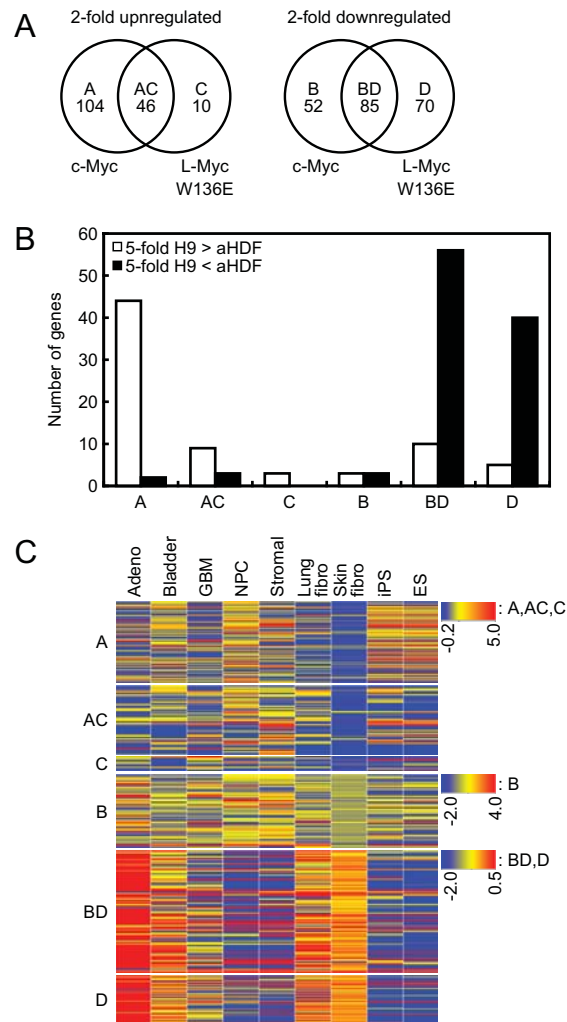 A
2-fold upregulated
2-fold downregulated
A
104
AC
46
C
10
B
52
BD
85
D
70
c-Myc
L-Myc
W136E
c-Myc
L-Myc
W136E
B
5-fold H9 > aHDF
5-fold H9 < aHDF
Number of genes
60
50
40
30
20
10
0
A AC C B BD D
C
Adeno
Bladder
GBM
NPC
Stromal
Lung
fibro
Skin
fibro
iPS
ES
A
AC
C
B
BD
D
: A,AC,C
-0.2
5.0
: B
-2.0
4.0
: BD,D
-2.0
0.5